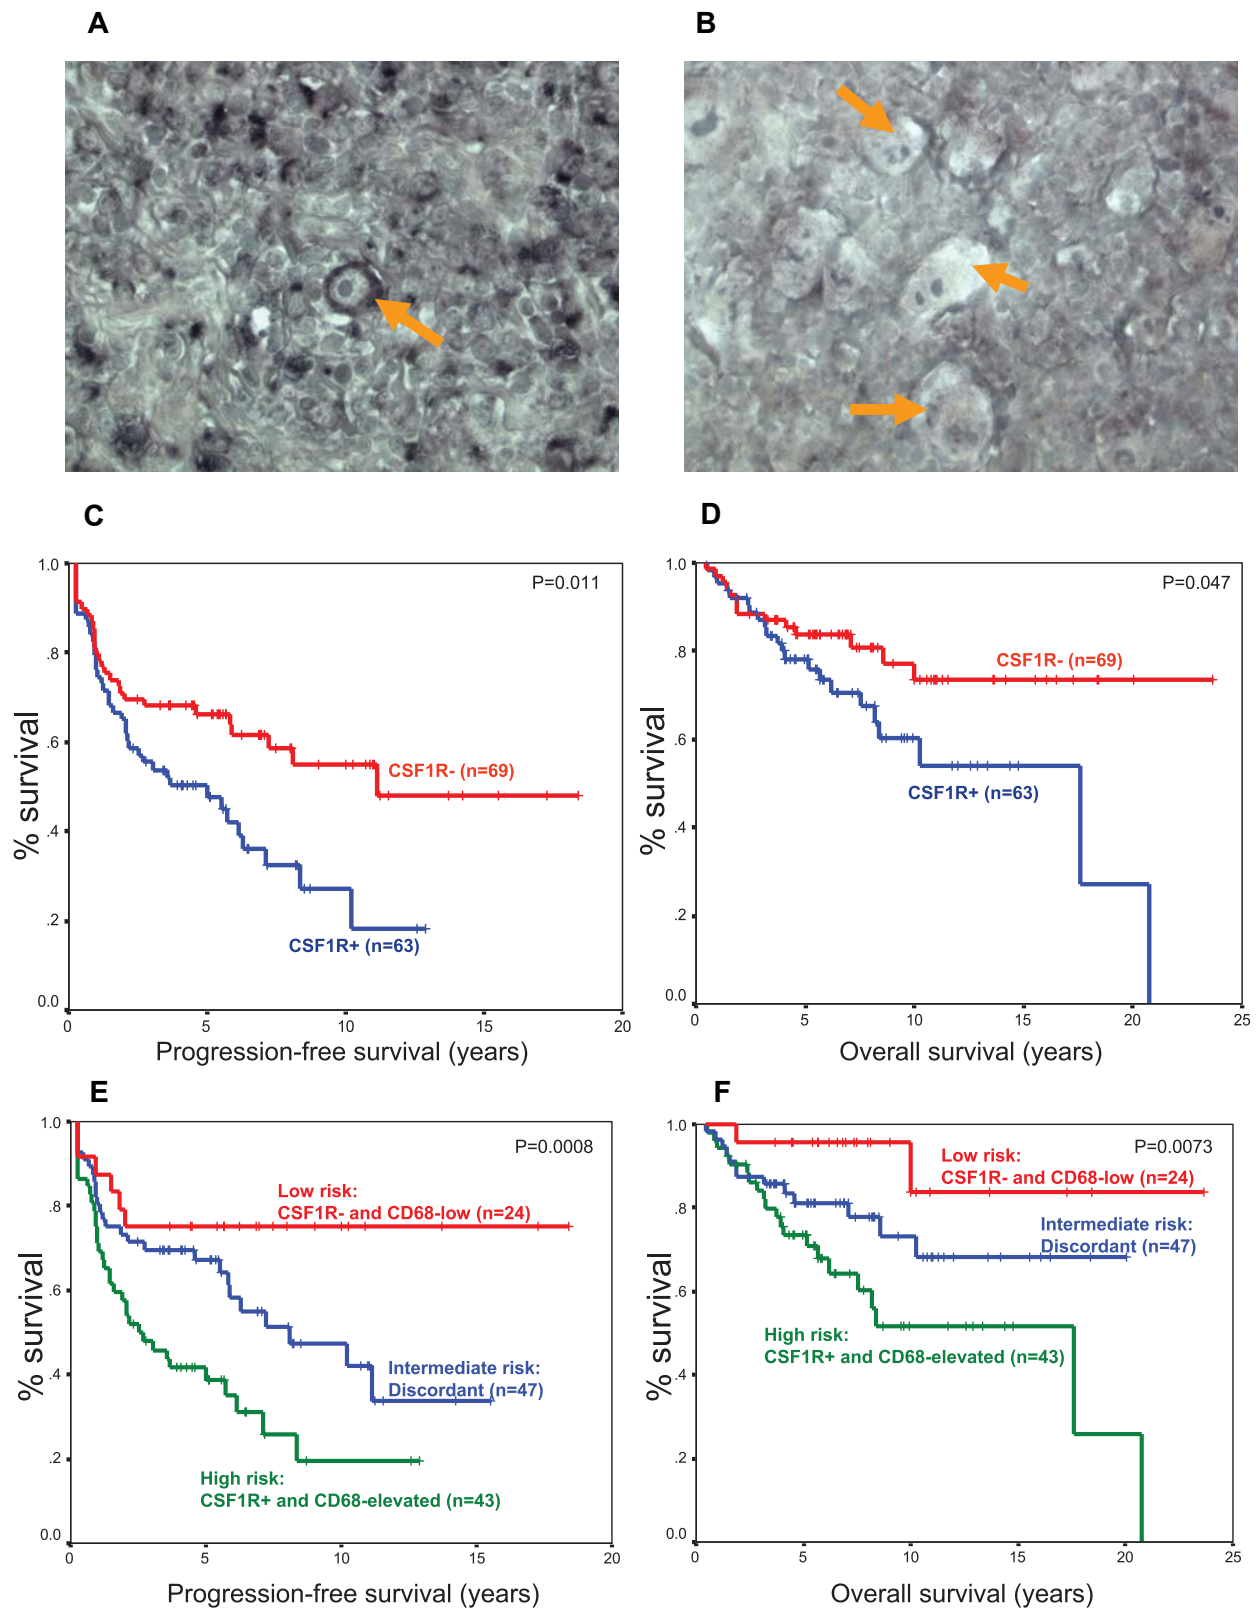 A
B
C
D
1.0
.8
.6
.4
.2
0.0
% survival
P=0.011
CSF1R- (n=69)
CSF1R+ (n=63)
0 5 10 15 20
Progression-free survival (years)
1.0
.8
.6
.4
.2
0.0
% survival
P=0.047
CSF1R- (n=69)
CSF1R+ (n=63)
0 5 10 15 20 25
Overall survival (years)
E
F
1.0
.8
.6
.4
.2
0.0
% survival
P=0.0008
Low risk:
CSF1R- and CD68-low (n=24)
Intermediate risk:
Discordant (n=47)
High risk:
CSF1R+ and CD68-elevated (n=43)
0 5 10 15 20
Progression-free survival (years)
1.0
.8
.6
.4
.2
0.0
% survival
P=0.0073
Low risk:
CSF1R- and CD68-low (n=24)
Intermediate risk:
Discordant (n=47)
High risk:
CSF1R+ and CD68-elevated (n=43)
0 5 10 15 20 25
Overall survival (years)